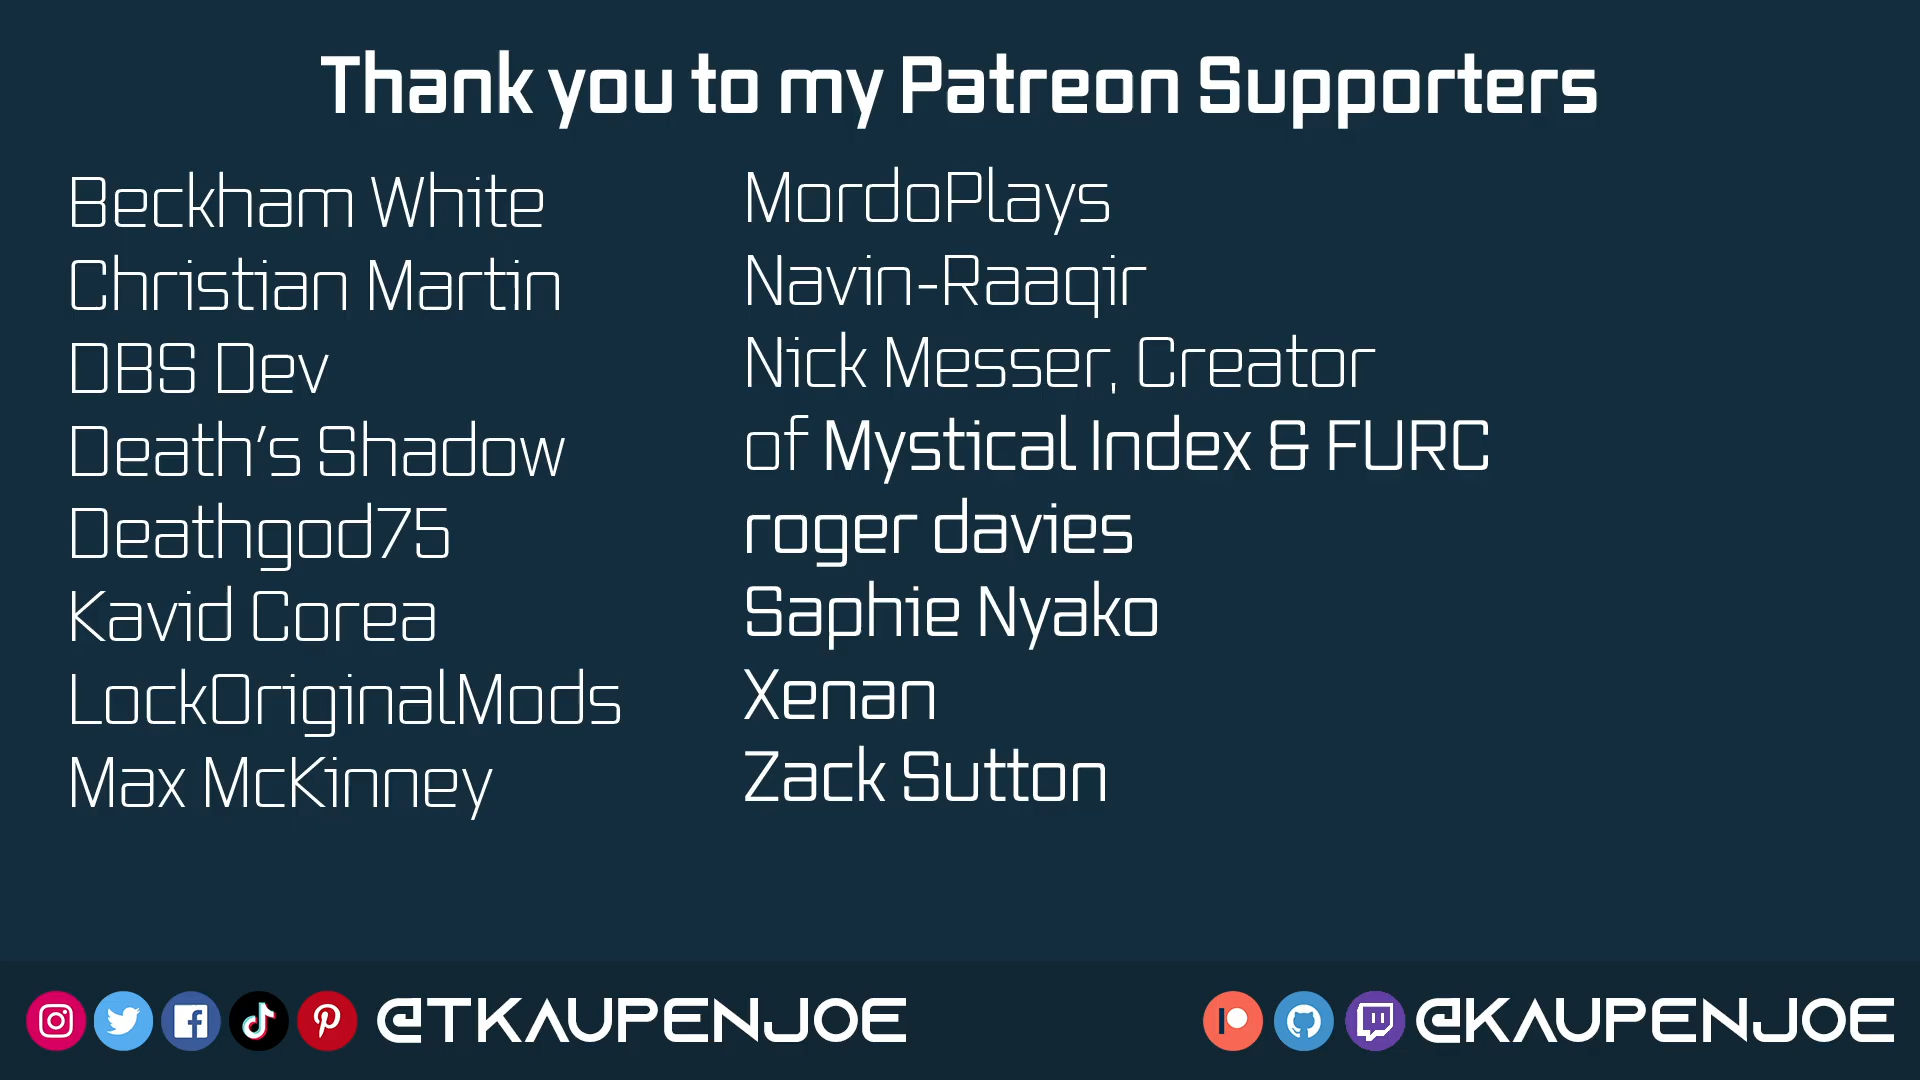 Thank you to my Patreon Supporters
Beckham White
Christian Martin
DBS Dev
Death's Shadow
Deathgod75
Kavid Corea
LockOriginalMods
Max McKinney
MordoPlays
Navin-Raaqir
Nick Messer, Creator
of Mystical Index & FURC
roger davies
Saphie Nyako
Xenan
Zack Sutton
@TKAUPENJOE
@KAUPENJOE